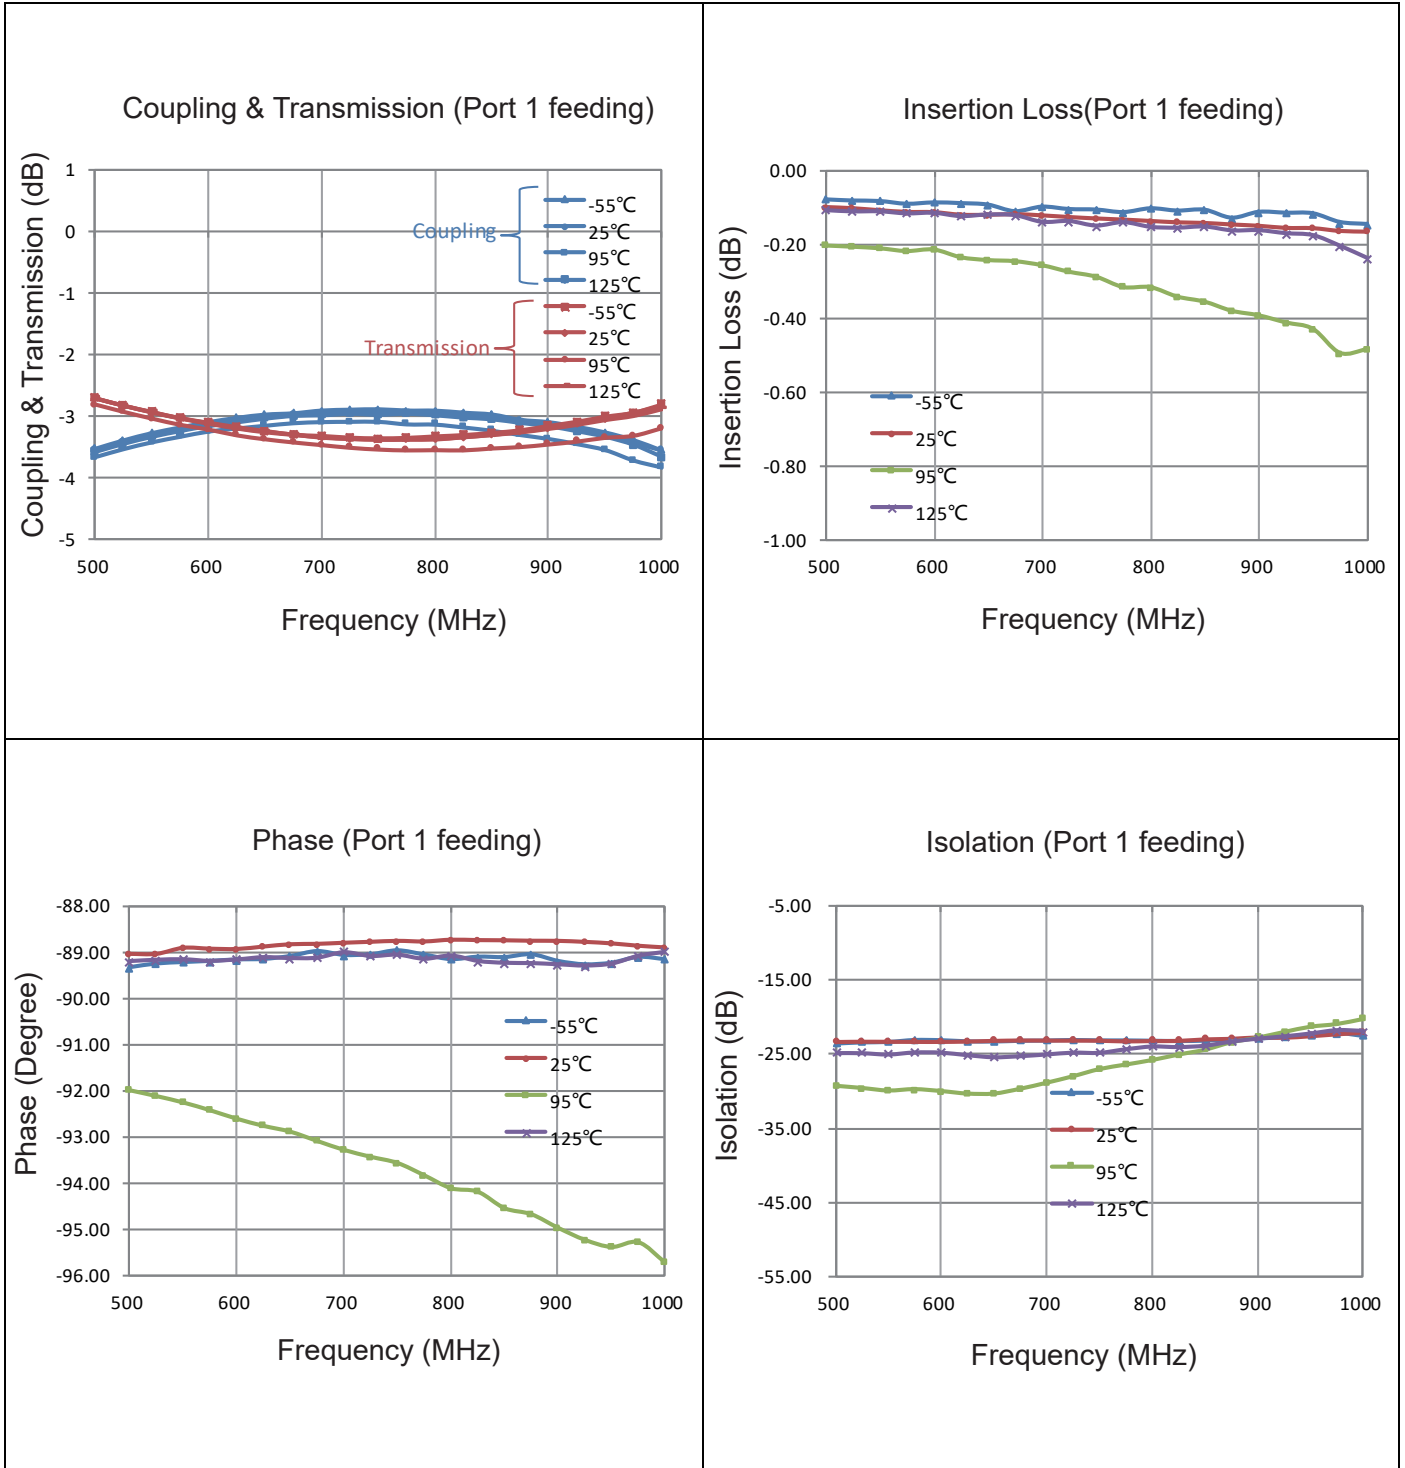 Coupling & Transmission (Port 1 feeding)
Coupling & Transmission (dB)
1
0
-1
-2
-3
-4
-5
Coupling
-55℃
25℃
95℃
125℃
Transmission
-55℃
25℃
95℃
125℃
500 600 700 800 900 1000
Frequency (MHz)
Insertion Loss(Port 1 feeding)
Insertion Loss (dB)
0.00
-0.20
-0.40
-0.60
-0.80
-1.00
-55℃
25℃
95℃
125℃
500 600 700 800 900 1000
Frequency (MHz)
Phase (Port 1 feeding)
Phase (Degree)
-88.00
-89.00
-90.00
-91.00
-92.00
-93.00
-94.00
-95.00
-96.00
-55℃
25℃
95℃
125℃
500 600 700 800 900 1000
Frequency (MHz)
Isolation (Port 1 feeding)
Isolation (dB)
-5.00
-15.00
-25.00
-35.00
-45.00
-55.00
-55℃
25℃
95℃
125℃
500 600 700 800 900 1000
Frequency (MHz)